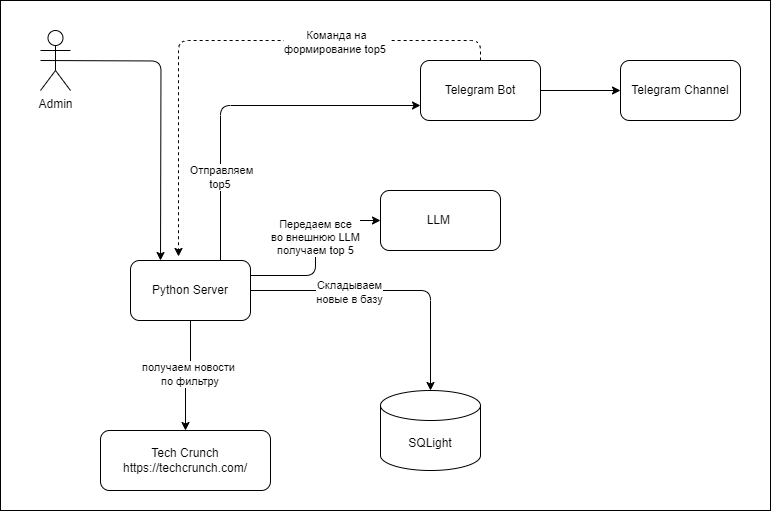 Команда на
формирование top5
Admin
Telegram Bot
Telegram Channel
Отправляем
top5
Передаем все
во внешнюю LLM
получаем top 5
LLM
Python Server
Складываем
новые в базу
получаем новости
по фильтру
SQLight
Tech Crunch
https://techcrunch.com/